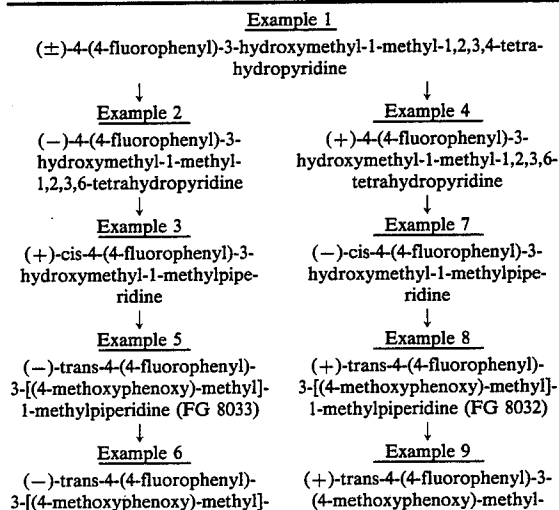 Example 1
(±)-4-(4-fluorophenyl)-3-hydroxymethyl-1-methyl-1,2,3,4-tetra-
hydropyridine
↓
Example 2
(−)-4-(4-fluorophenyl)-3-
hydroxymethyl-1-methyl-
1,2,3,6-tetrahydropyridine
↓
Example 3
(+)-cis-4-(4-fluorophenyl)-3-
hydroxymethyl-1-methylpipe-
ridine
↓
Example 5
(−)-trans-4-(4-fluorophenyl)-
3-[(4-methoxyphenoxy)-methyl]-
1-methylpiperidine (FG 8033)
↓
Example 6
(−)-trans-4-(4-fluorophenyl)-
3-[(4-methoxyphenoxy)-methyl]-
↓
Example 4
(+)-4-(4-fluorophenyl)-3-
hydroxymethyl-1-methyl-1,2,3,6-
tetrahydropyridine
↓
Example 7
(−)-cis-4-(4-fluorophenyl)-3-
hydroxymethyl-1-methylpipe-
ridine
↓
Example 8
(+)-trans-4-(4-fluorophenyl)-
3-[(4-methoxyphenoxy)-methyl]-
1-methylpiperidine (FG 8032)
↓
Example 9
(+)-trans-4-(4-fluorophenyl)-3-
(4-methoxyphenoxy)-methyl-